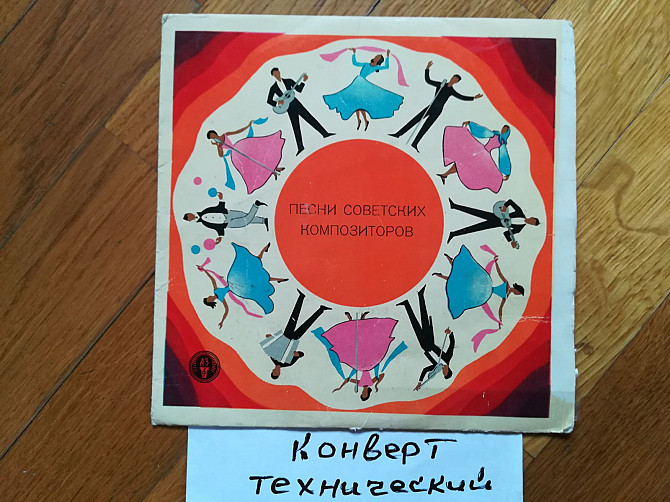 ПЕСНИ СОВЕТСКИХ
КОМПОЗИТОРОВ
Конверт
технический